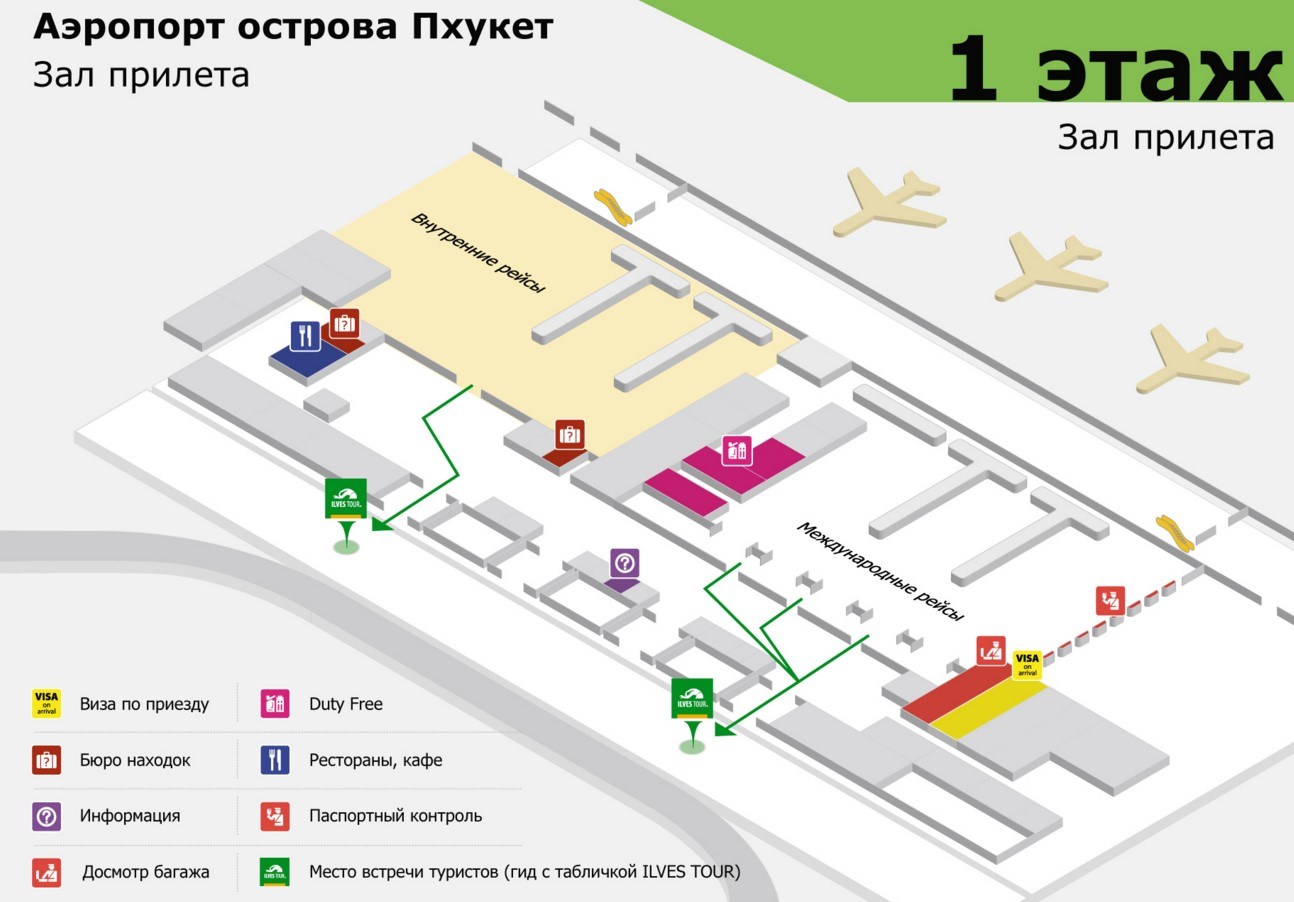 Аэропорт острова Пхукет
Зал прилета
1 этаж
Зал прилета
Внутренние рейсы
ILVES TOUR.
Международные рейсы
VISA
on
arrival
ILVES TOUR.
VISA
on
arrival
Виза по приезду
Duty Free
Бюро находок
Рестораны, кафе
Информация
Паспортный контроль
Досмотр багажа
ILVES TOUR.
Место встречи туристов (гид с табличкой ILVES TOUR)